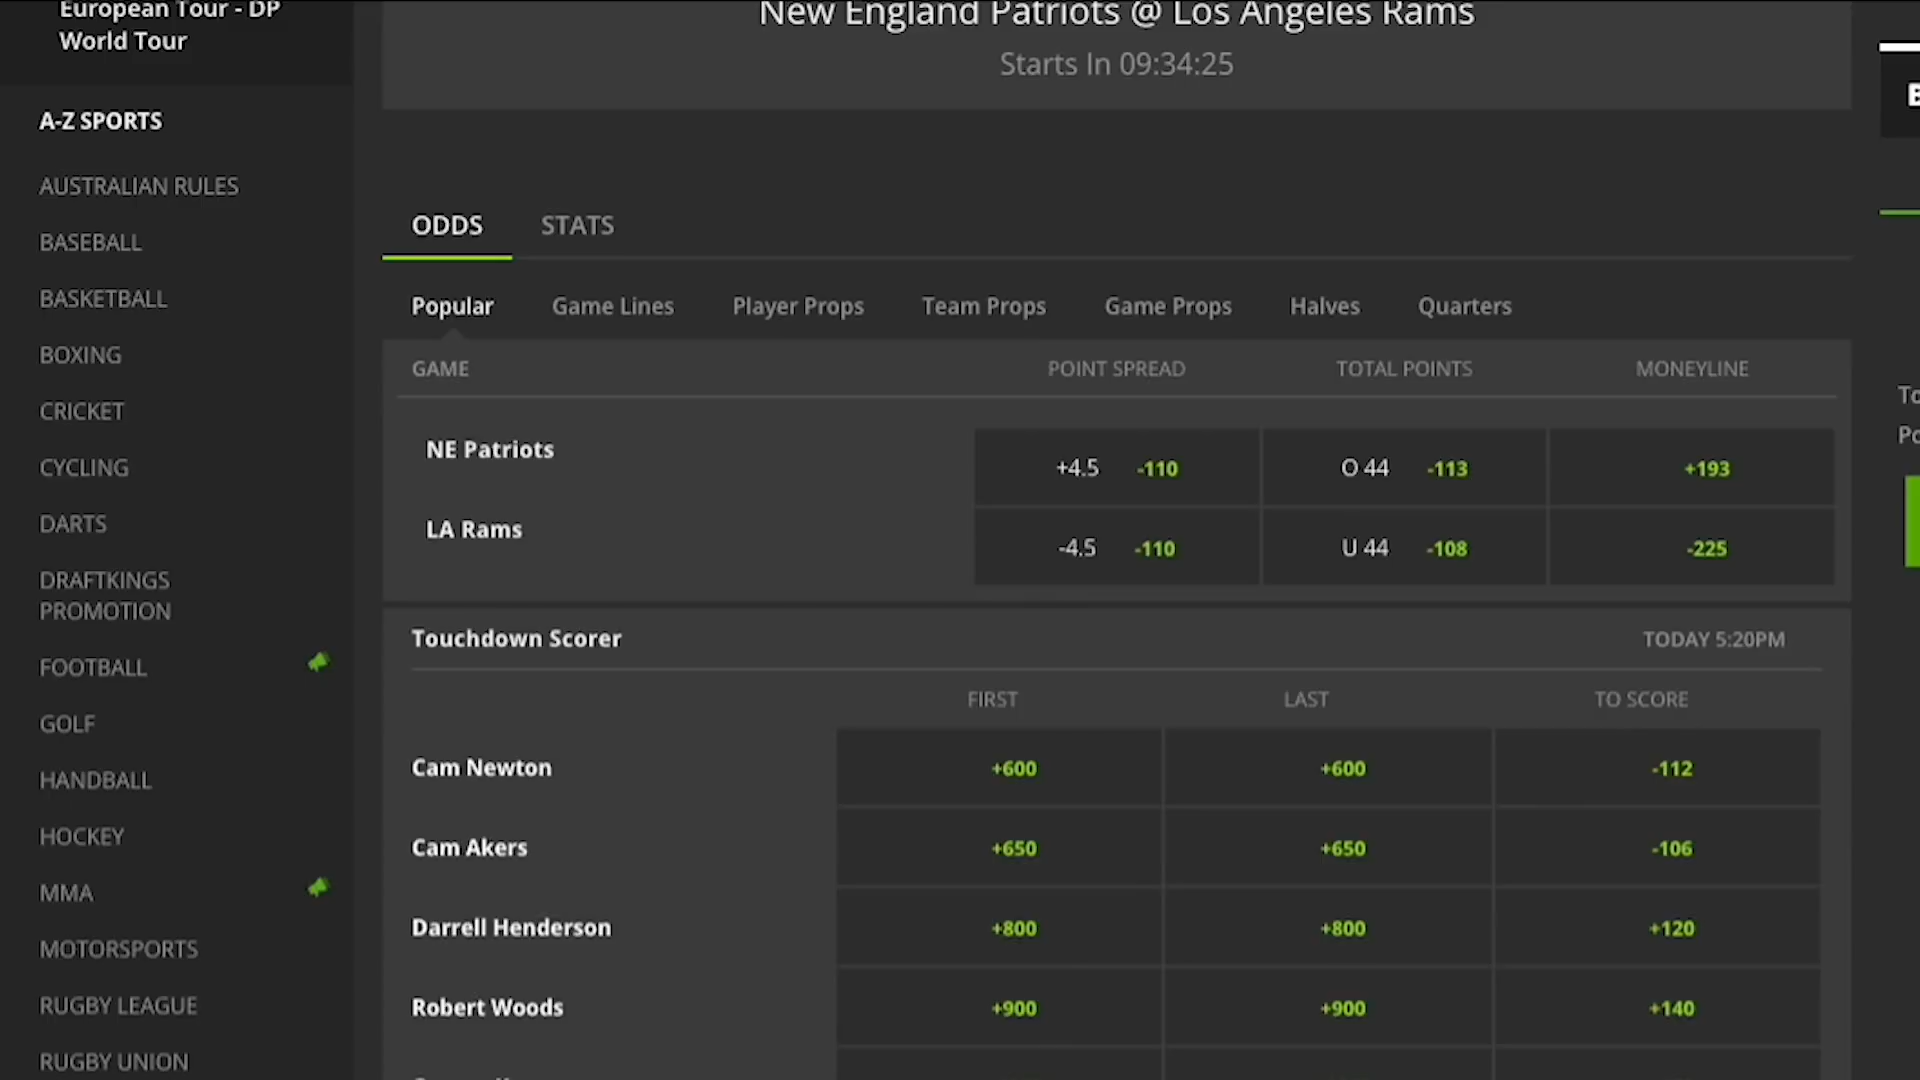 European Tour - DP
World Tour
A-Z SPORTS
AUSTRALIAN RULES
BASEBALL
BASKETBALL
BOXING
CRICKET
CYCLING
DARTS
DRAFTKINGS
PROMOTION
FOOTBALL
GOLF
HANDBALL
HOCKEY
MMA
MOTORSPORTS
RUGBY LEAGUE
RUGBY UNION
New England Patriots @ Los Angeles Rams
Starts In 09:34:25
ODDS STATS
Popular Game Lines Player Props Team Props Game Props Halves Quarters
GAME POINT SPREAD TOTAL POINTS MONEYLINE
NE Patriots +4.5 -110 O 44 -113 +193
LA Rams -4.5 -110 U 44 -108 -225
Touchdown Scorer TODAY 5:20PM
FIRST LAST TO SCORE
Cam Newton +600 +600 -112
Cam Akers +650 +650 -106
Darrell Henderson +800 +800 +120
Robert Woods +900 +900 +140